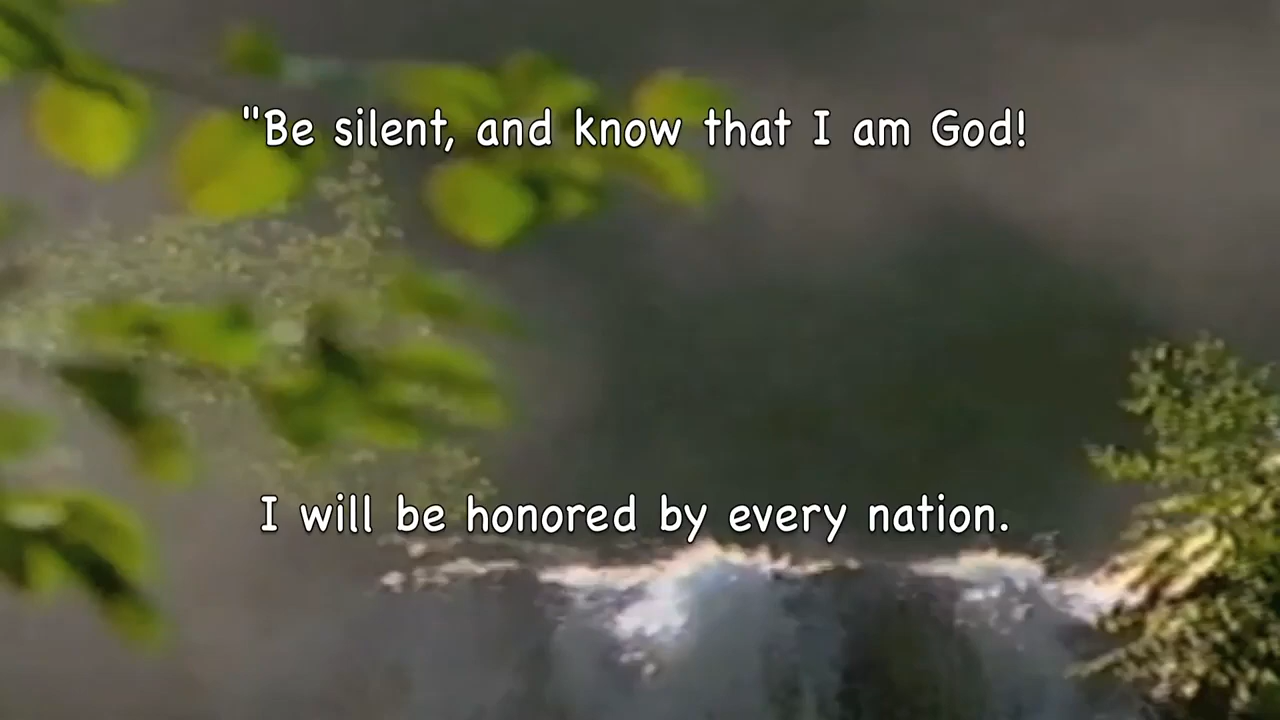 "Be silent, and know that I am God!
I will be honored by every nation.